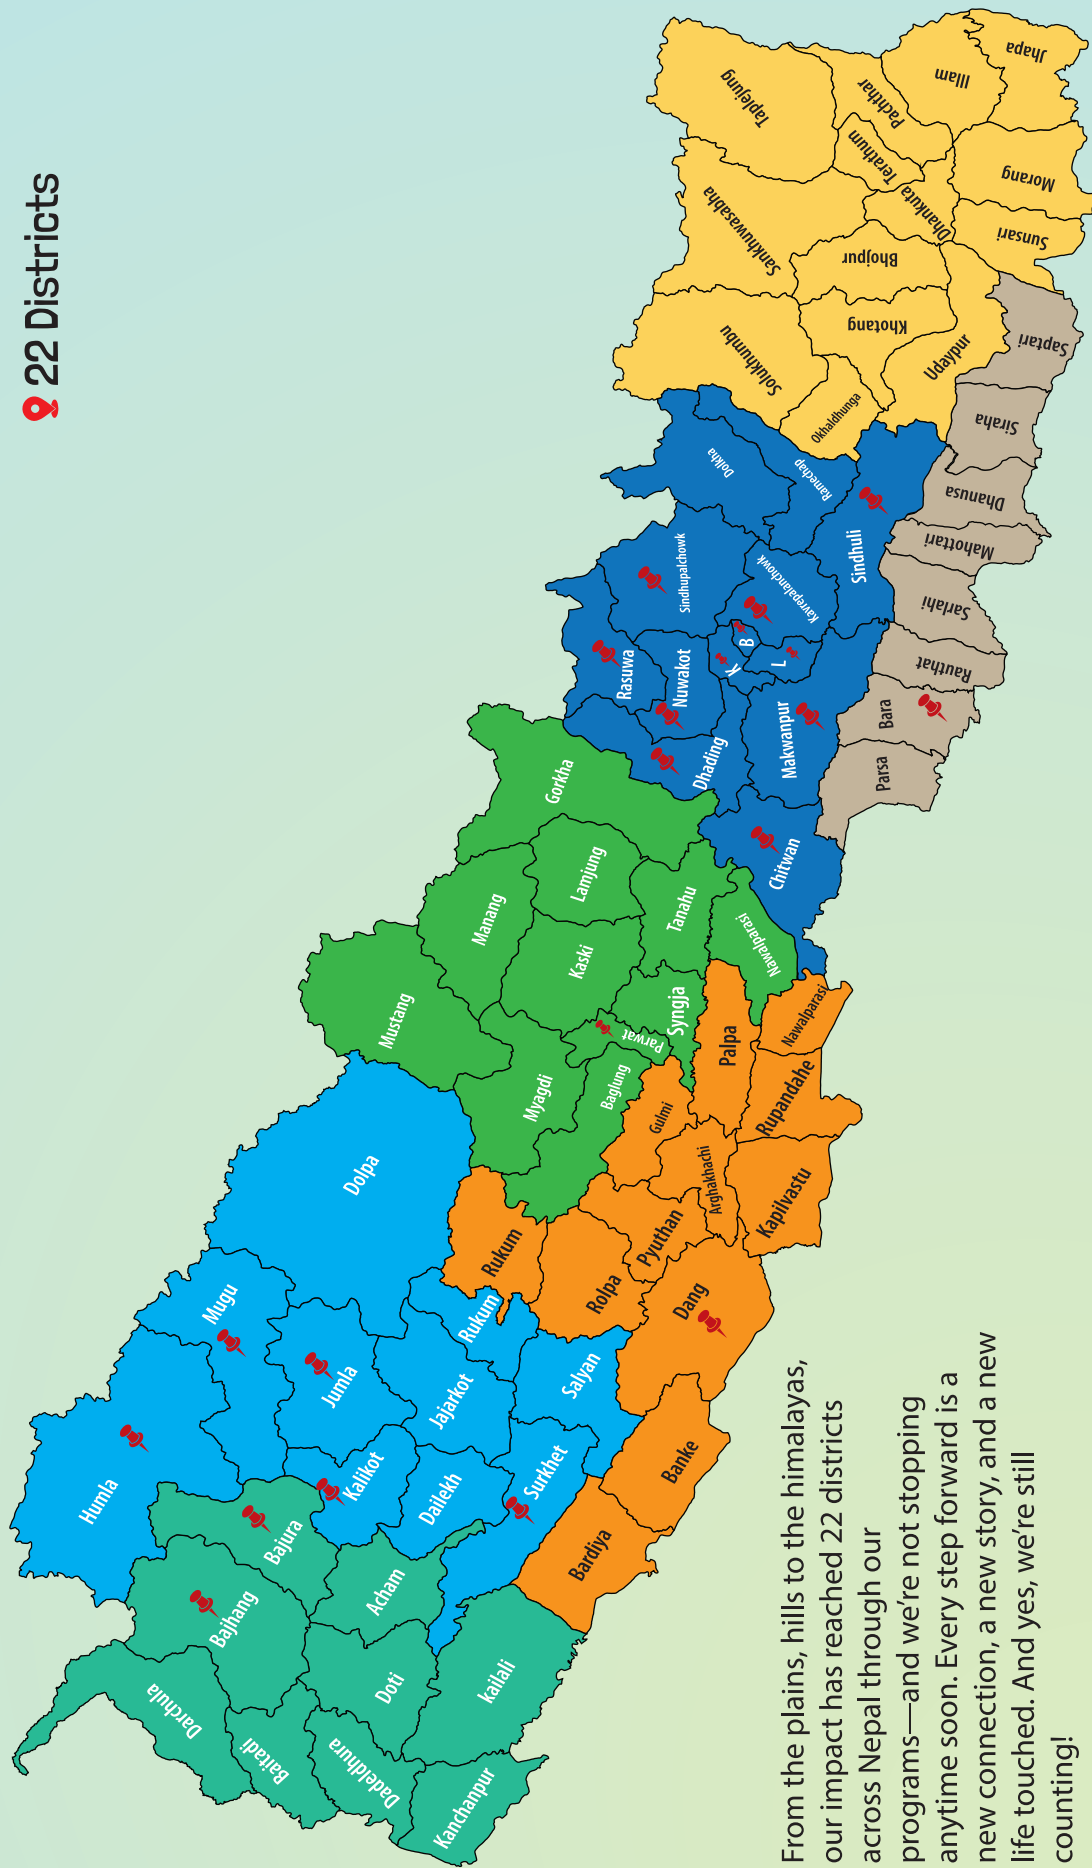 22 Districts
Humla
Mugu
Dolpa
Jumla
Kalikot
Jajarkot
Rukum
Dailekh
Salyan
Surkhet
Darchula
Bajhang
Bajura
Baitadi
Dadeldhura
Doti
Acham
Kanchanpur
kailali
Bardiya
Banke
Dang
Rukum
Rolpa
Pyuthan
Gulmi
Arghakhachi
Palpa
Kapilvastu
Rupandahe
Nawalparasi
Mustang
Manang
Gorkha
Myagdi
Kaski
Lamjung
Baglung
Parwat
Syngja
Tanahu
Nawalparasi
Rasuwa
Nuwakot
Dhading
Sindhupalchowk
Dolkha
Ramechap
Kavrepalanchowk
K
B
L
Sindhuli
Makwanpur
Chitwan
Parsa
Bara
Rauthat
Sarlahi
Mahottari
Dhanusa
Siraha
Saptari
Taplejung
Sankhuwasabha
Solukhumbu
Okhaldhunga
Khotang
Bhojpur
Terathum
Pachthar
Dhankuta
Udaypur
Illam
Jhapa
Morang
Sunsari
From the plains, hills to the himalayas,
our impact has reached 22 districts
across Nepal through our
programs—and we’re not stopping
anytime soon. Every step forward is a
new connection, a new story, and a new
life touched. And yes, we’re still
counting!